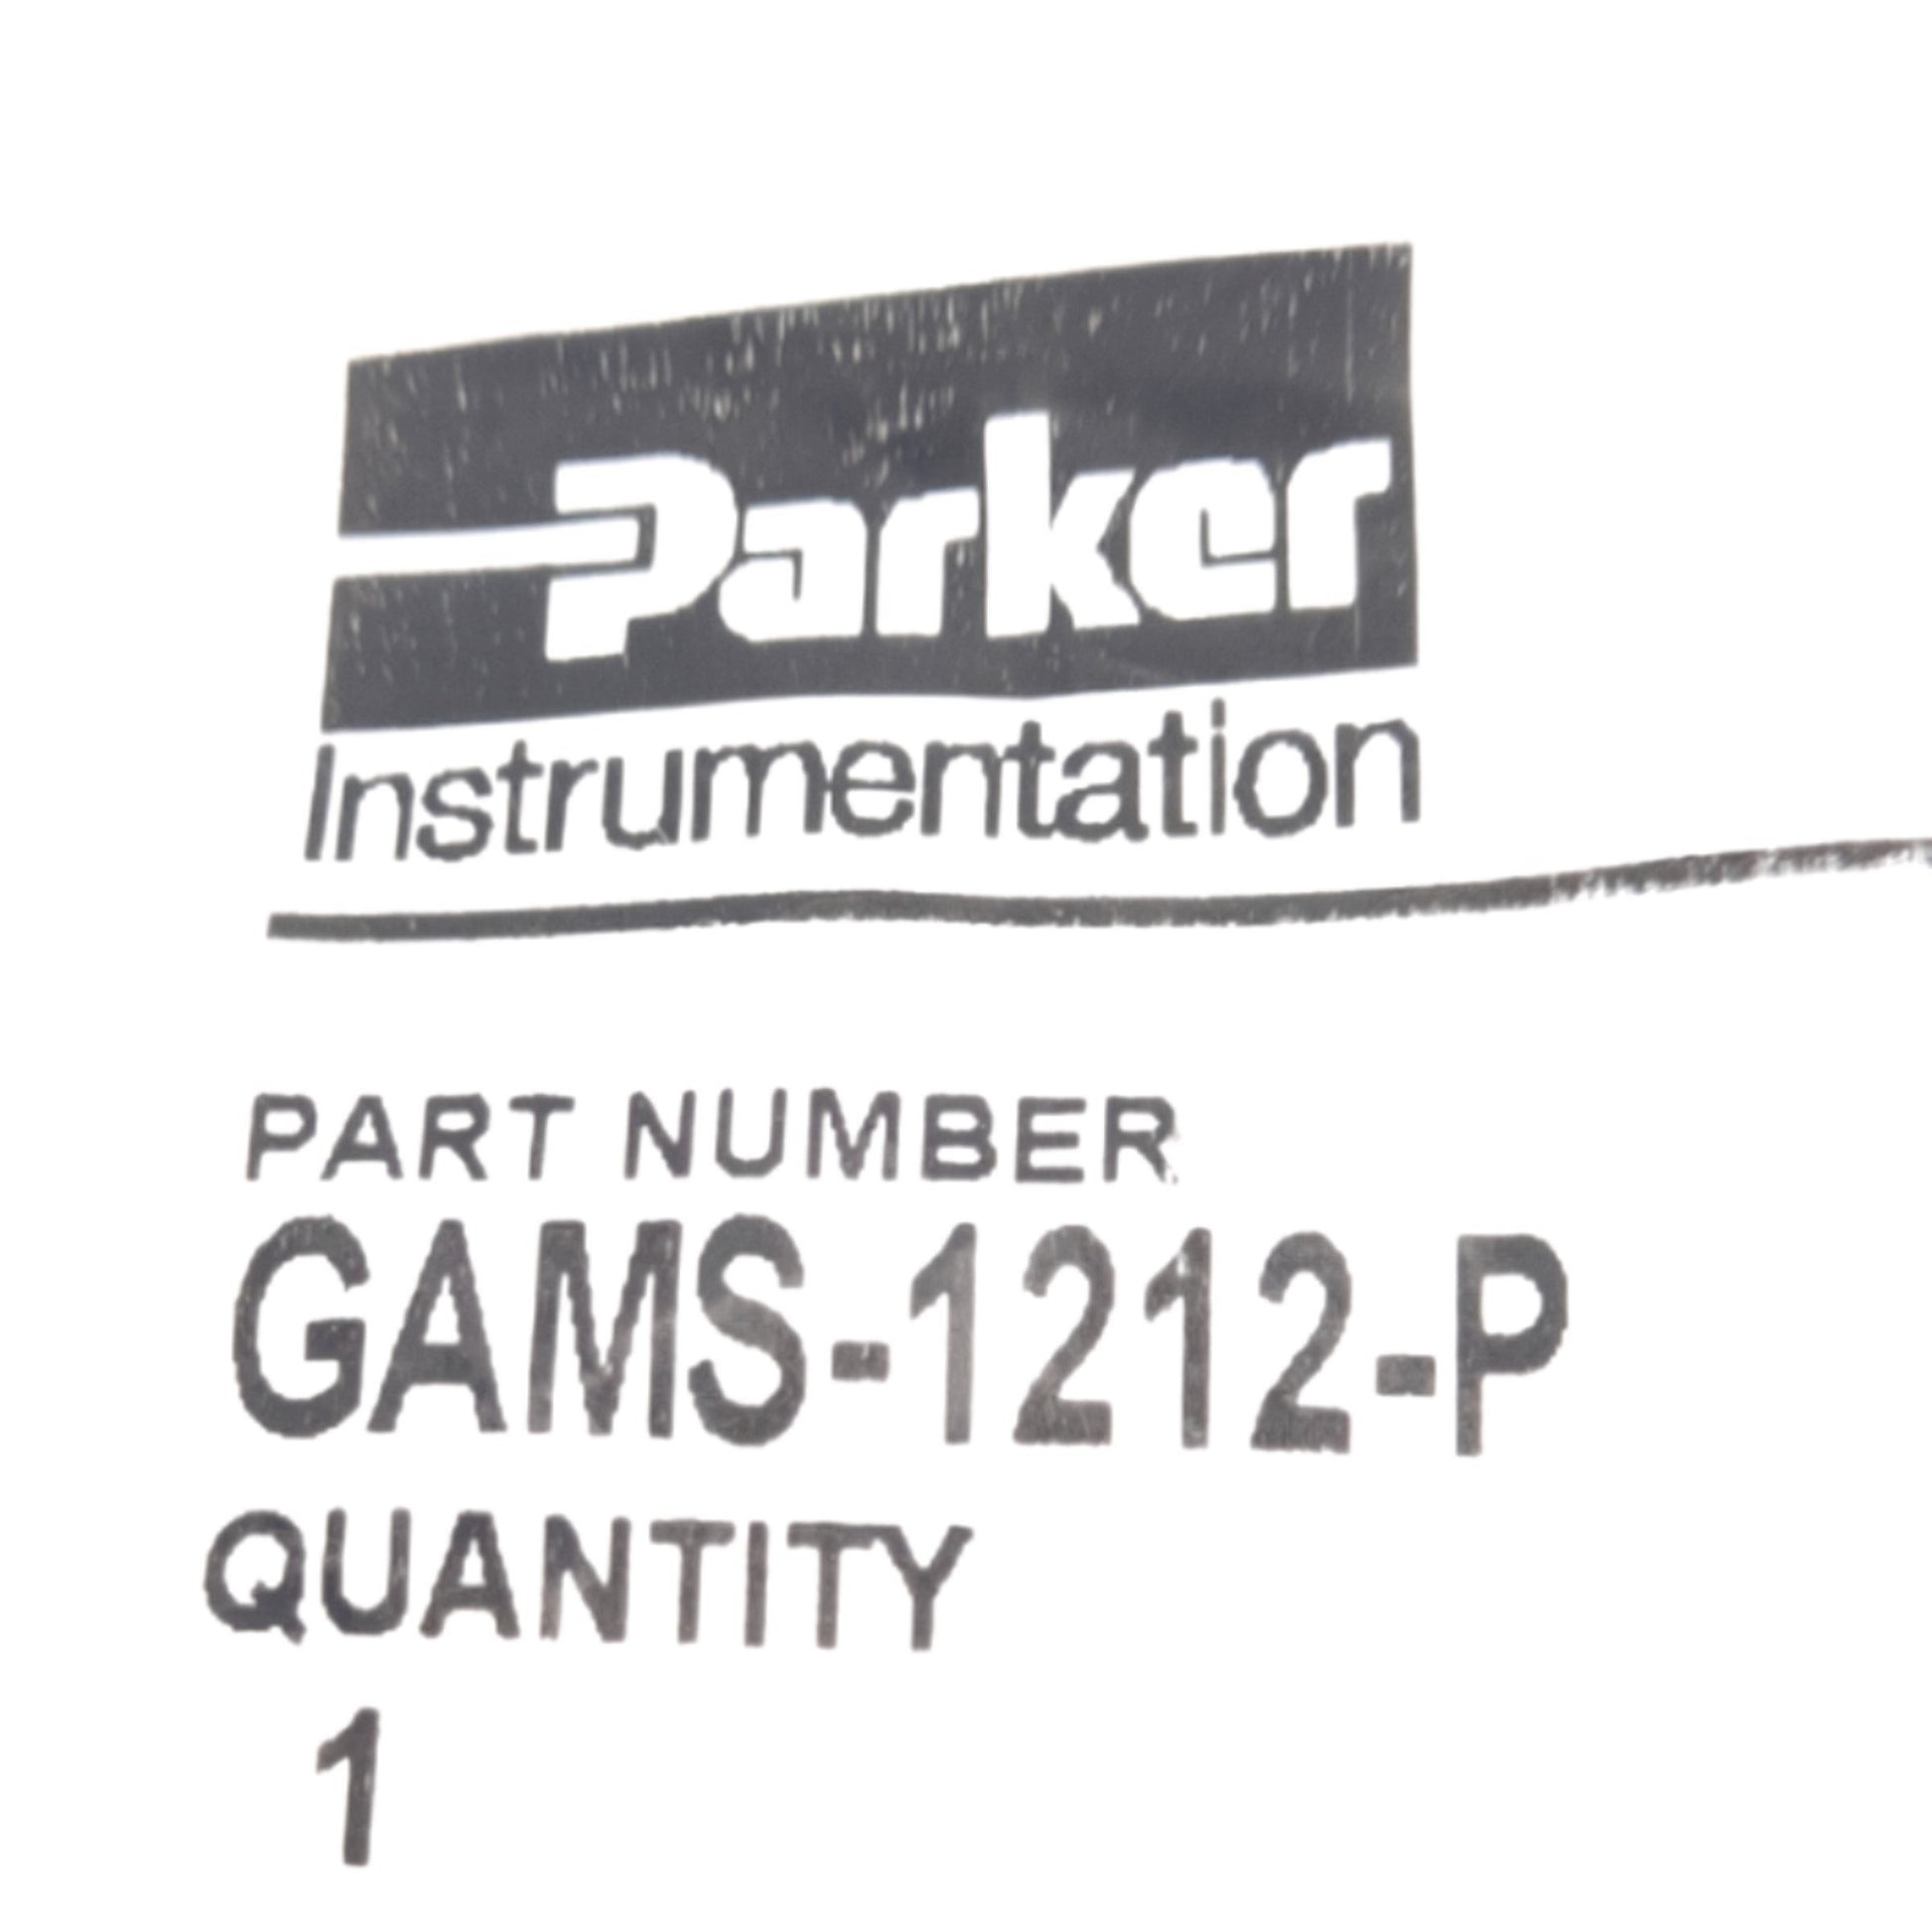 Parker
Instrumentation
PART NUMBER
GAMS-1212-P
QUANTITY
1